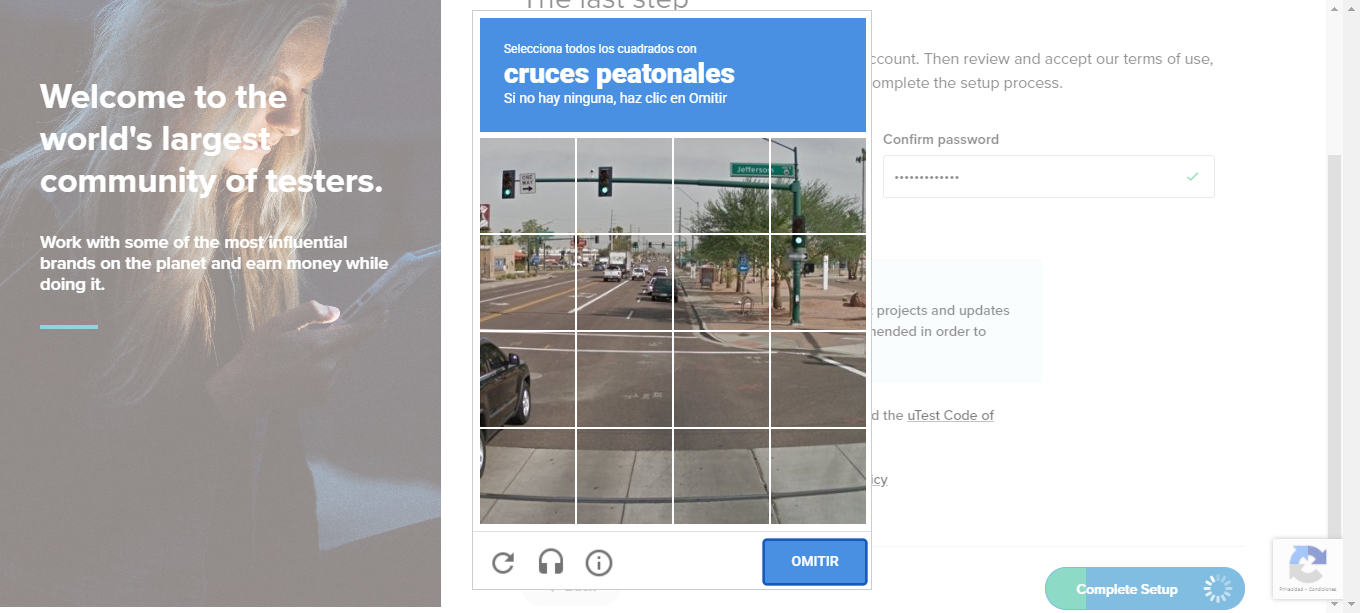 Welcome to the
world's largest
community of testers.
Work with some of the most influential
brands on the planet and earn money while
doing it.
The last step
ccount. Then review and accept our terms of use,
omplete the setup process.
Confirm password
•••••••••••••
Selecciona todos los cuadrados con
cruces peatonales
Si no hay ninguna, haz clic en Omitir
ONE WAY
Jefferson
projects and updates
mended in order to
d the uTest Code of
icy
OMITIR
Complete Setup
Privacidad - Condiciones